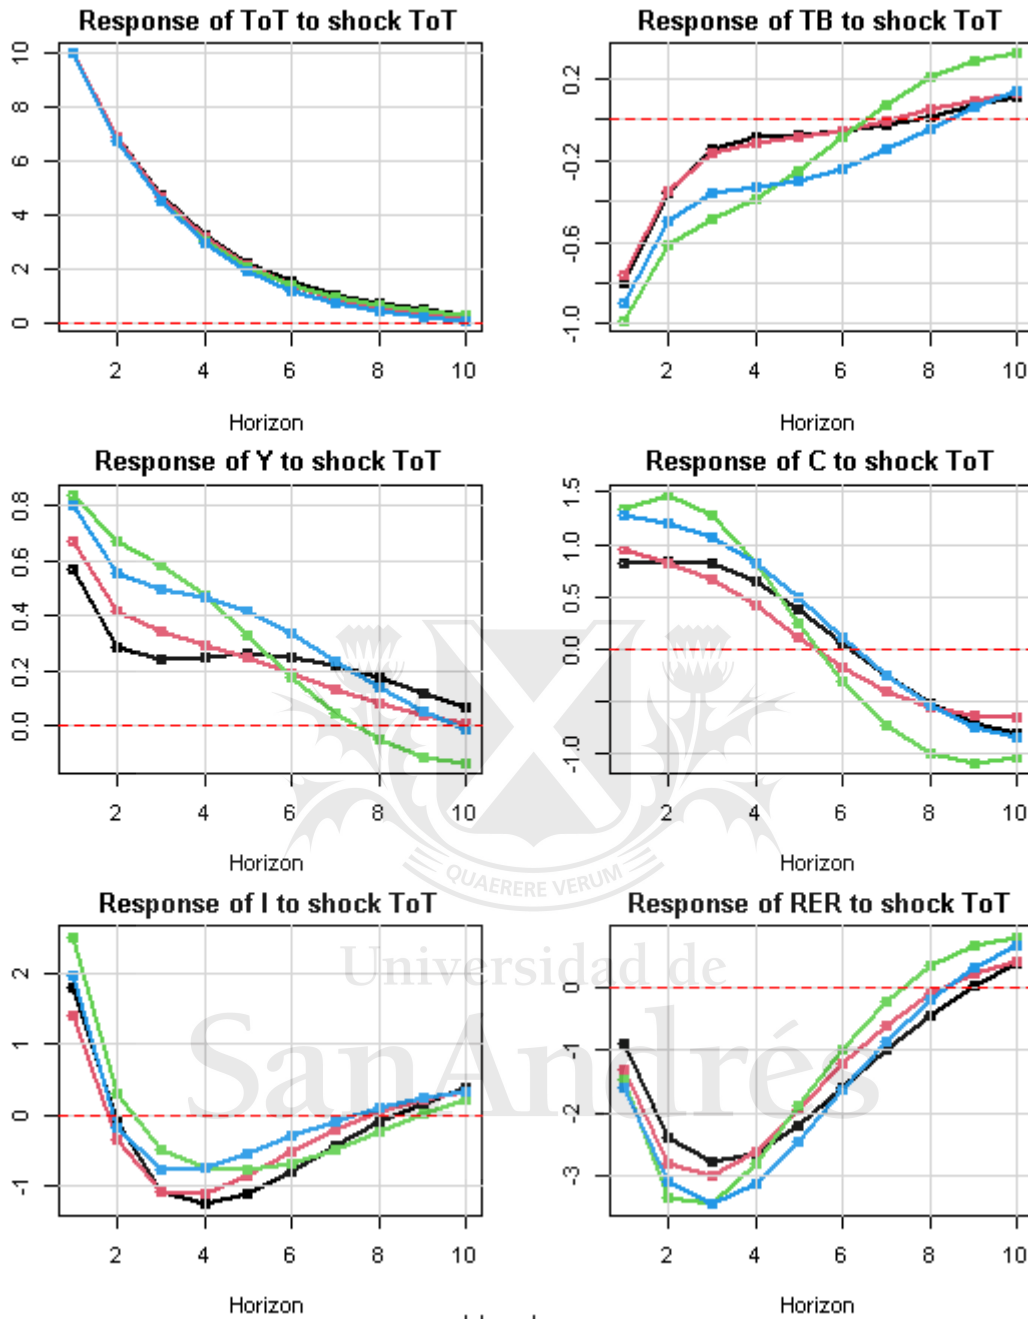 Response of ToT to shock ToT
10
8
6
4
2
0
2 4 6 8 10
Horizon
Response of TB to shock ToT
0.2
-0.2
-0.6
-1.0
2 4 6 8 10
Horizon
Response of Y to shock ToT
0.8
0.6
0.4
0.2
0.0
2 4 6 8 10
Horizon
Response of C to shock ToT
1.5
1.0
0.5
0.0
-1.0
2 4 6 8 10
Horizon
QUAERERE VERUM
Universidad de
SanAndrés
Response of I to shock ToT
2
1
0
-1
2 4 6 8 10
Horizon
Response of RER to shock ToT
0
-1
-2
-3
2 4 6 8 10
Horizon